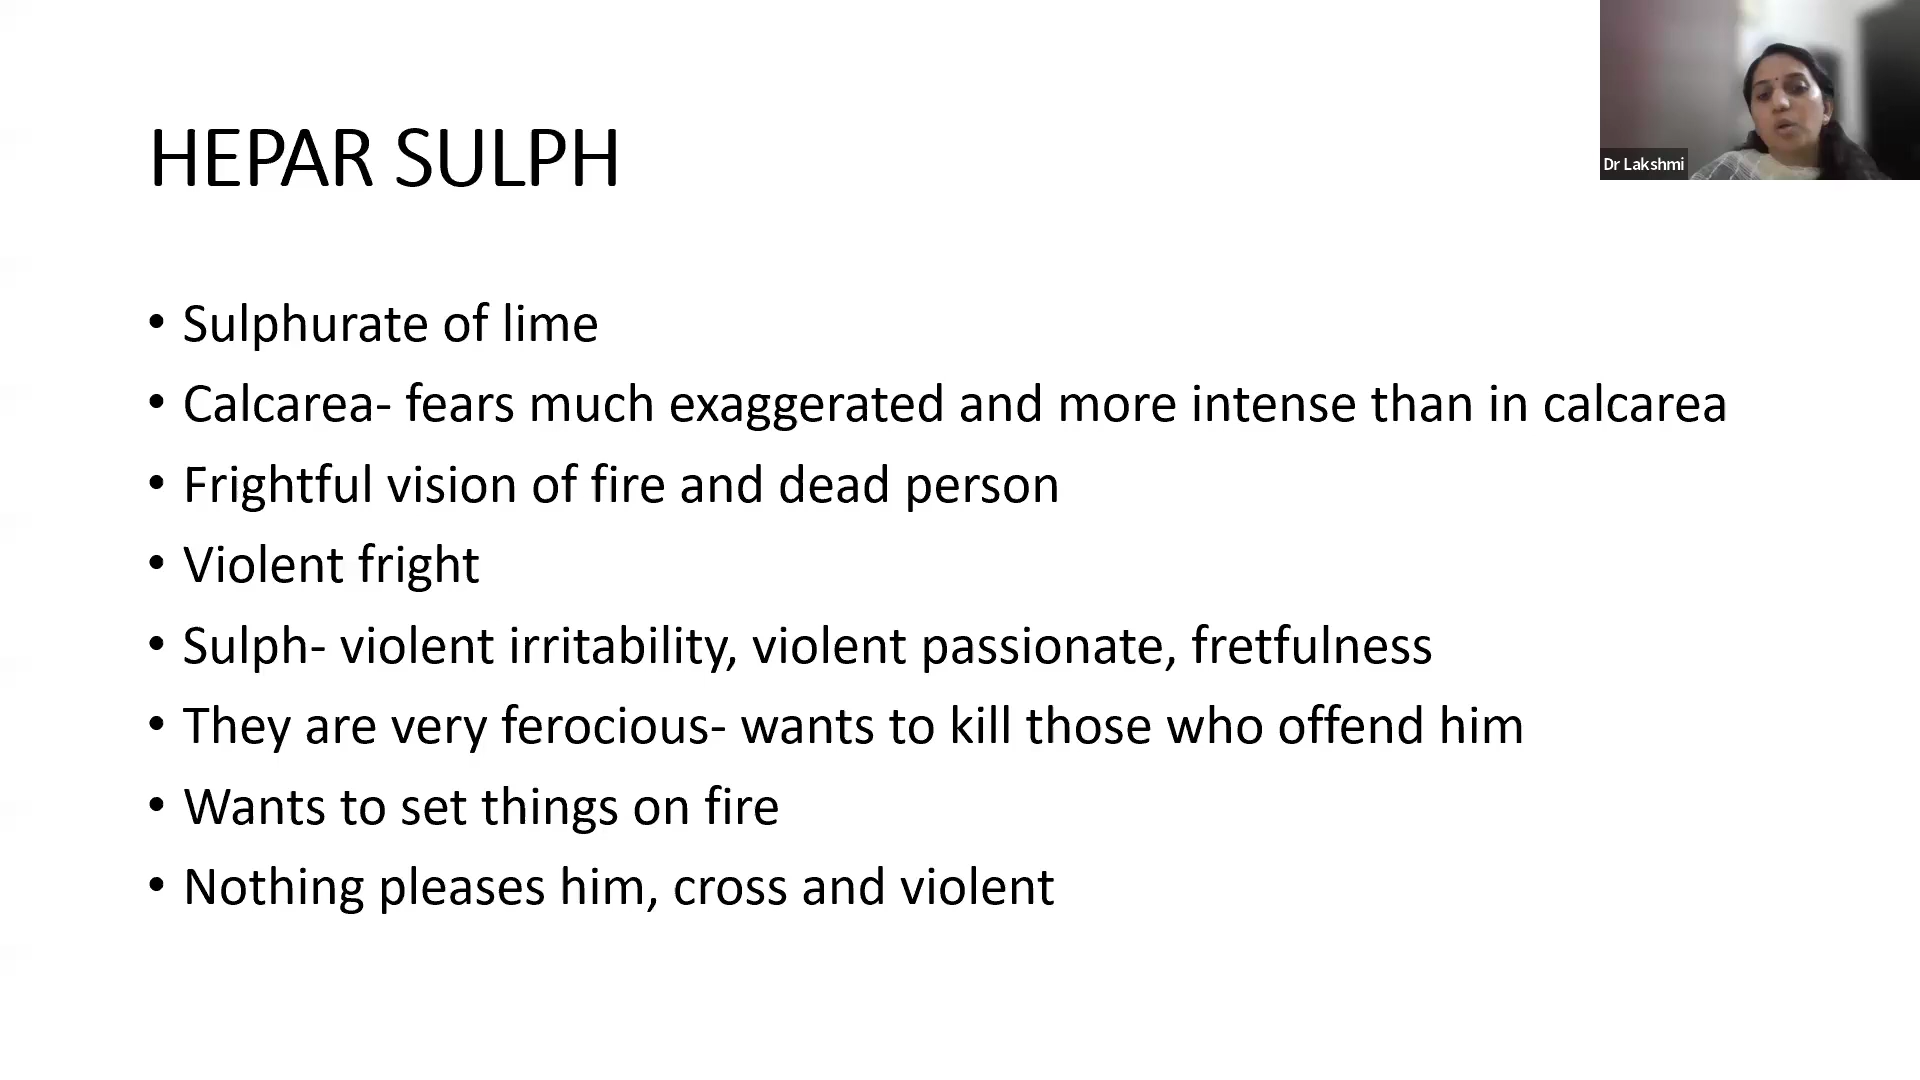 HEPAR SULPH
Dr Lakshmi
• Sulphurate of lime
• Calcarea- fears much exaggerated and more intense than in calcarea
• Frightful vision of fire and dead person
• Violent fright
• Sulph- violent irritability, violent passionate, fretfulness
• They are very ferocious- wants to kill those who offend him
• Wants to set things on fire
• Nothing pleases him, cross and violent